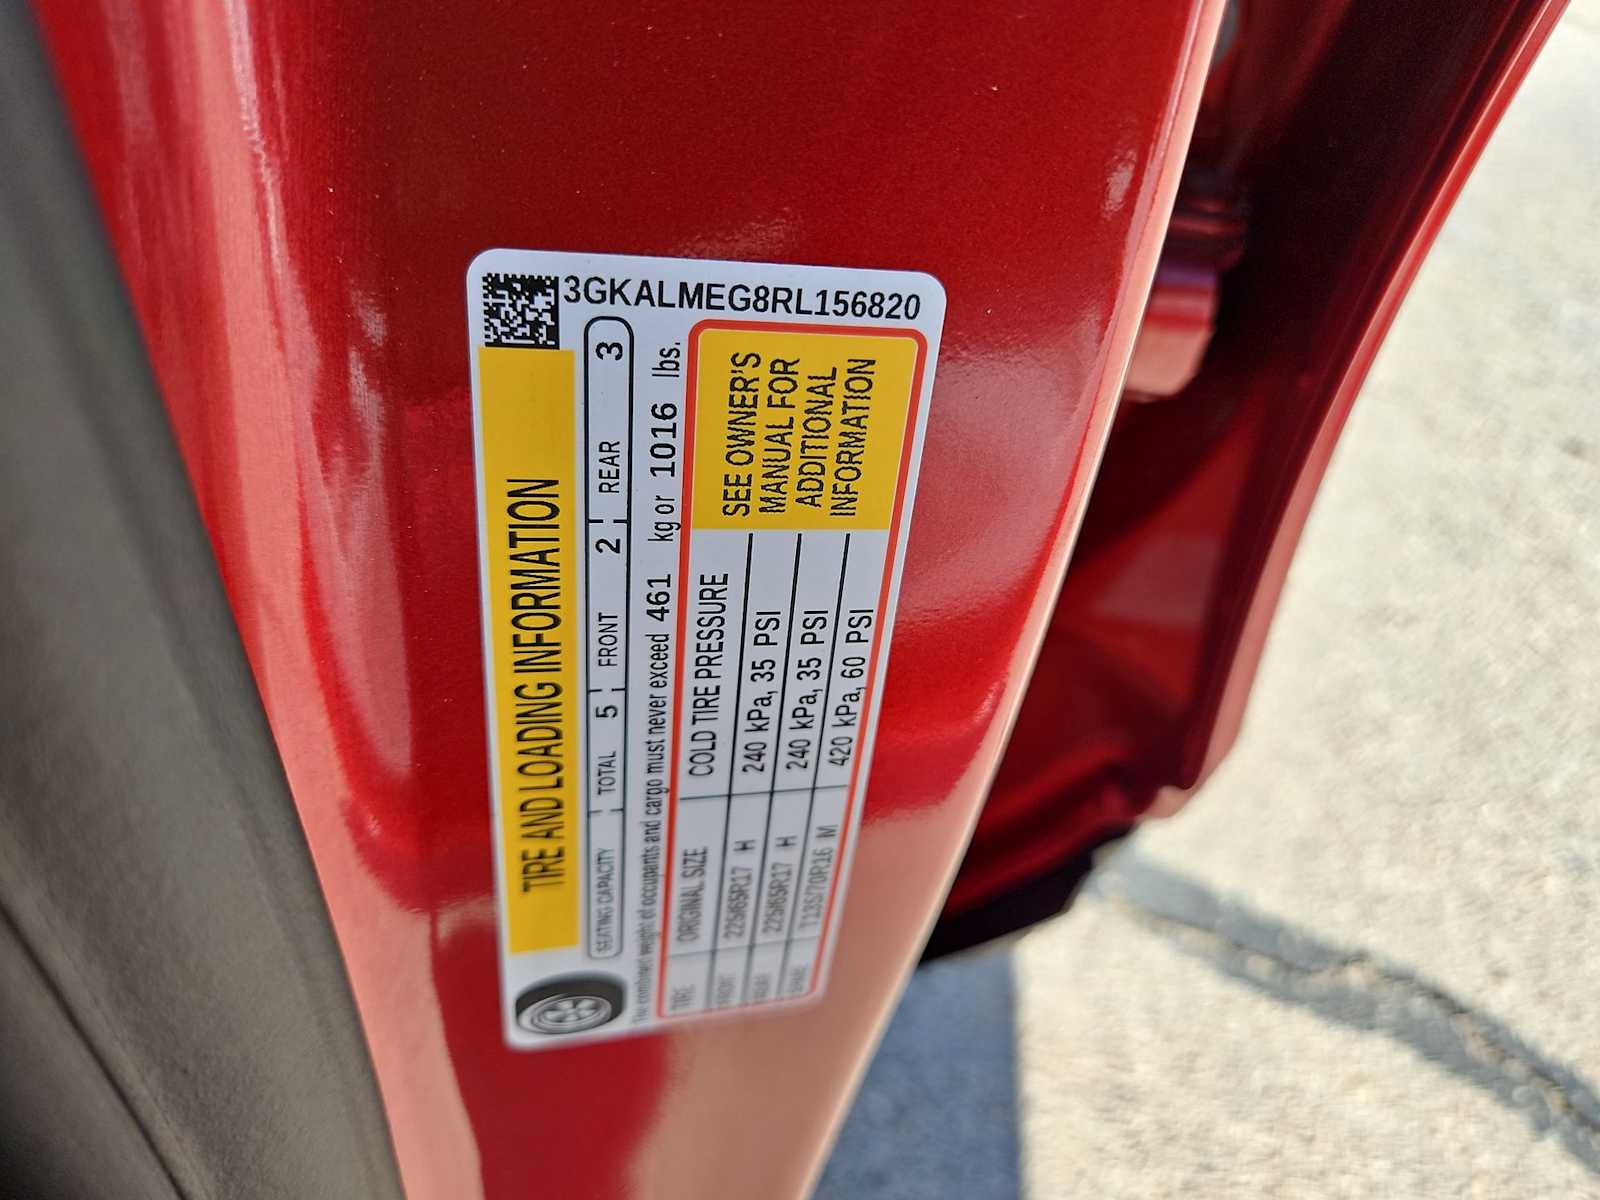 3GKALMEG8RL156820
TIRE AND LOADING INFORMATION
SEATING CAPACITY TOTAL 5 FRONT 2 REAR 3
The combined weight of occupants and cargo must never exceed 461 kg or 1016 lbs.
TIRE ORIGINAL SIZE COLD TIRE PRESSURE
FRONT 225/65R17 H 240 kPa, 35 PSI
REAR 225/65R17 H 240 kPa, 35 PSI
SPARE T135/70R16 M 420 kPa, 60 PSI
SEE OWNER'S
MANUAL FOR
ADDITIONAL
INFORMATION